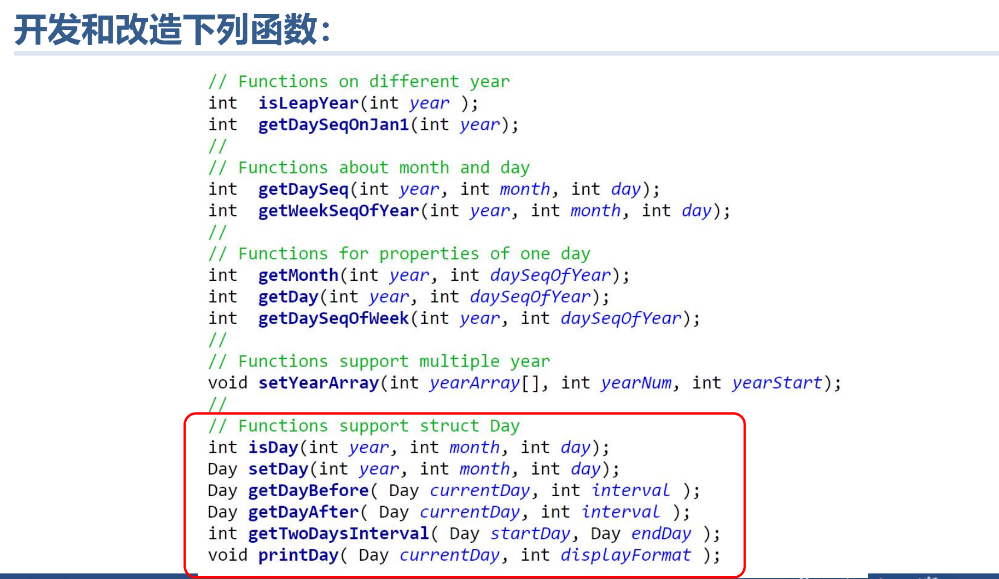 开发和改造下列函数：
// Functions on different year
int  isLeapYear(int year );
int  getDaySeqOnJan1(int year);
//
// Functions about month and day
int  getDaySeq(int year, int month, int day);
int  getWeekSeqOfYear(int year, int month, int day);
//
// Functions for properties of one day
int  getMonth(int year, int daySeqOfYear);
int  getDay(int year, int daySeqOfYear);
int  getDaySeqOfWeek(int year, int daySeqOfYear);
//
// Functions support multiple year
void setYearArray(int yearArray[], int yearNum, int yearStart);
//
// Functions support struct Day
int isDay(int year, int month, int day);
Day setDay(int year, int month, int day);
Day getDayBefore( Day currentDay, int interval );
Day getDayAfter( Day currentDay, int interval );
int getTwoDaysInterval( Day startDay, Day endDay );
void printDay( Day currentDay, int displayFormat );